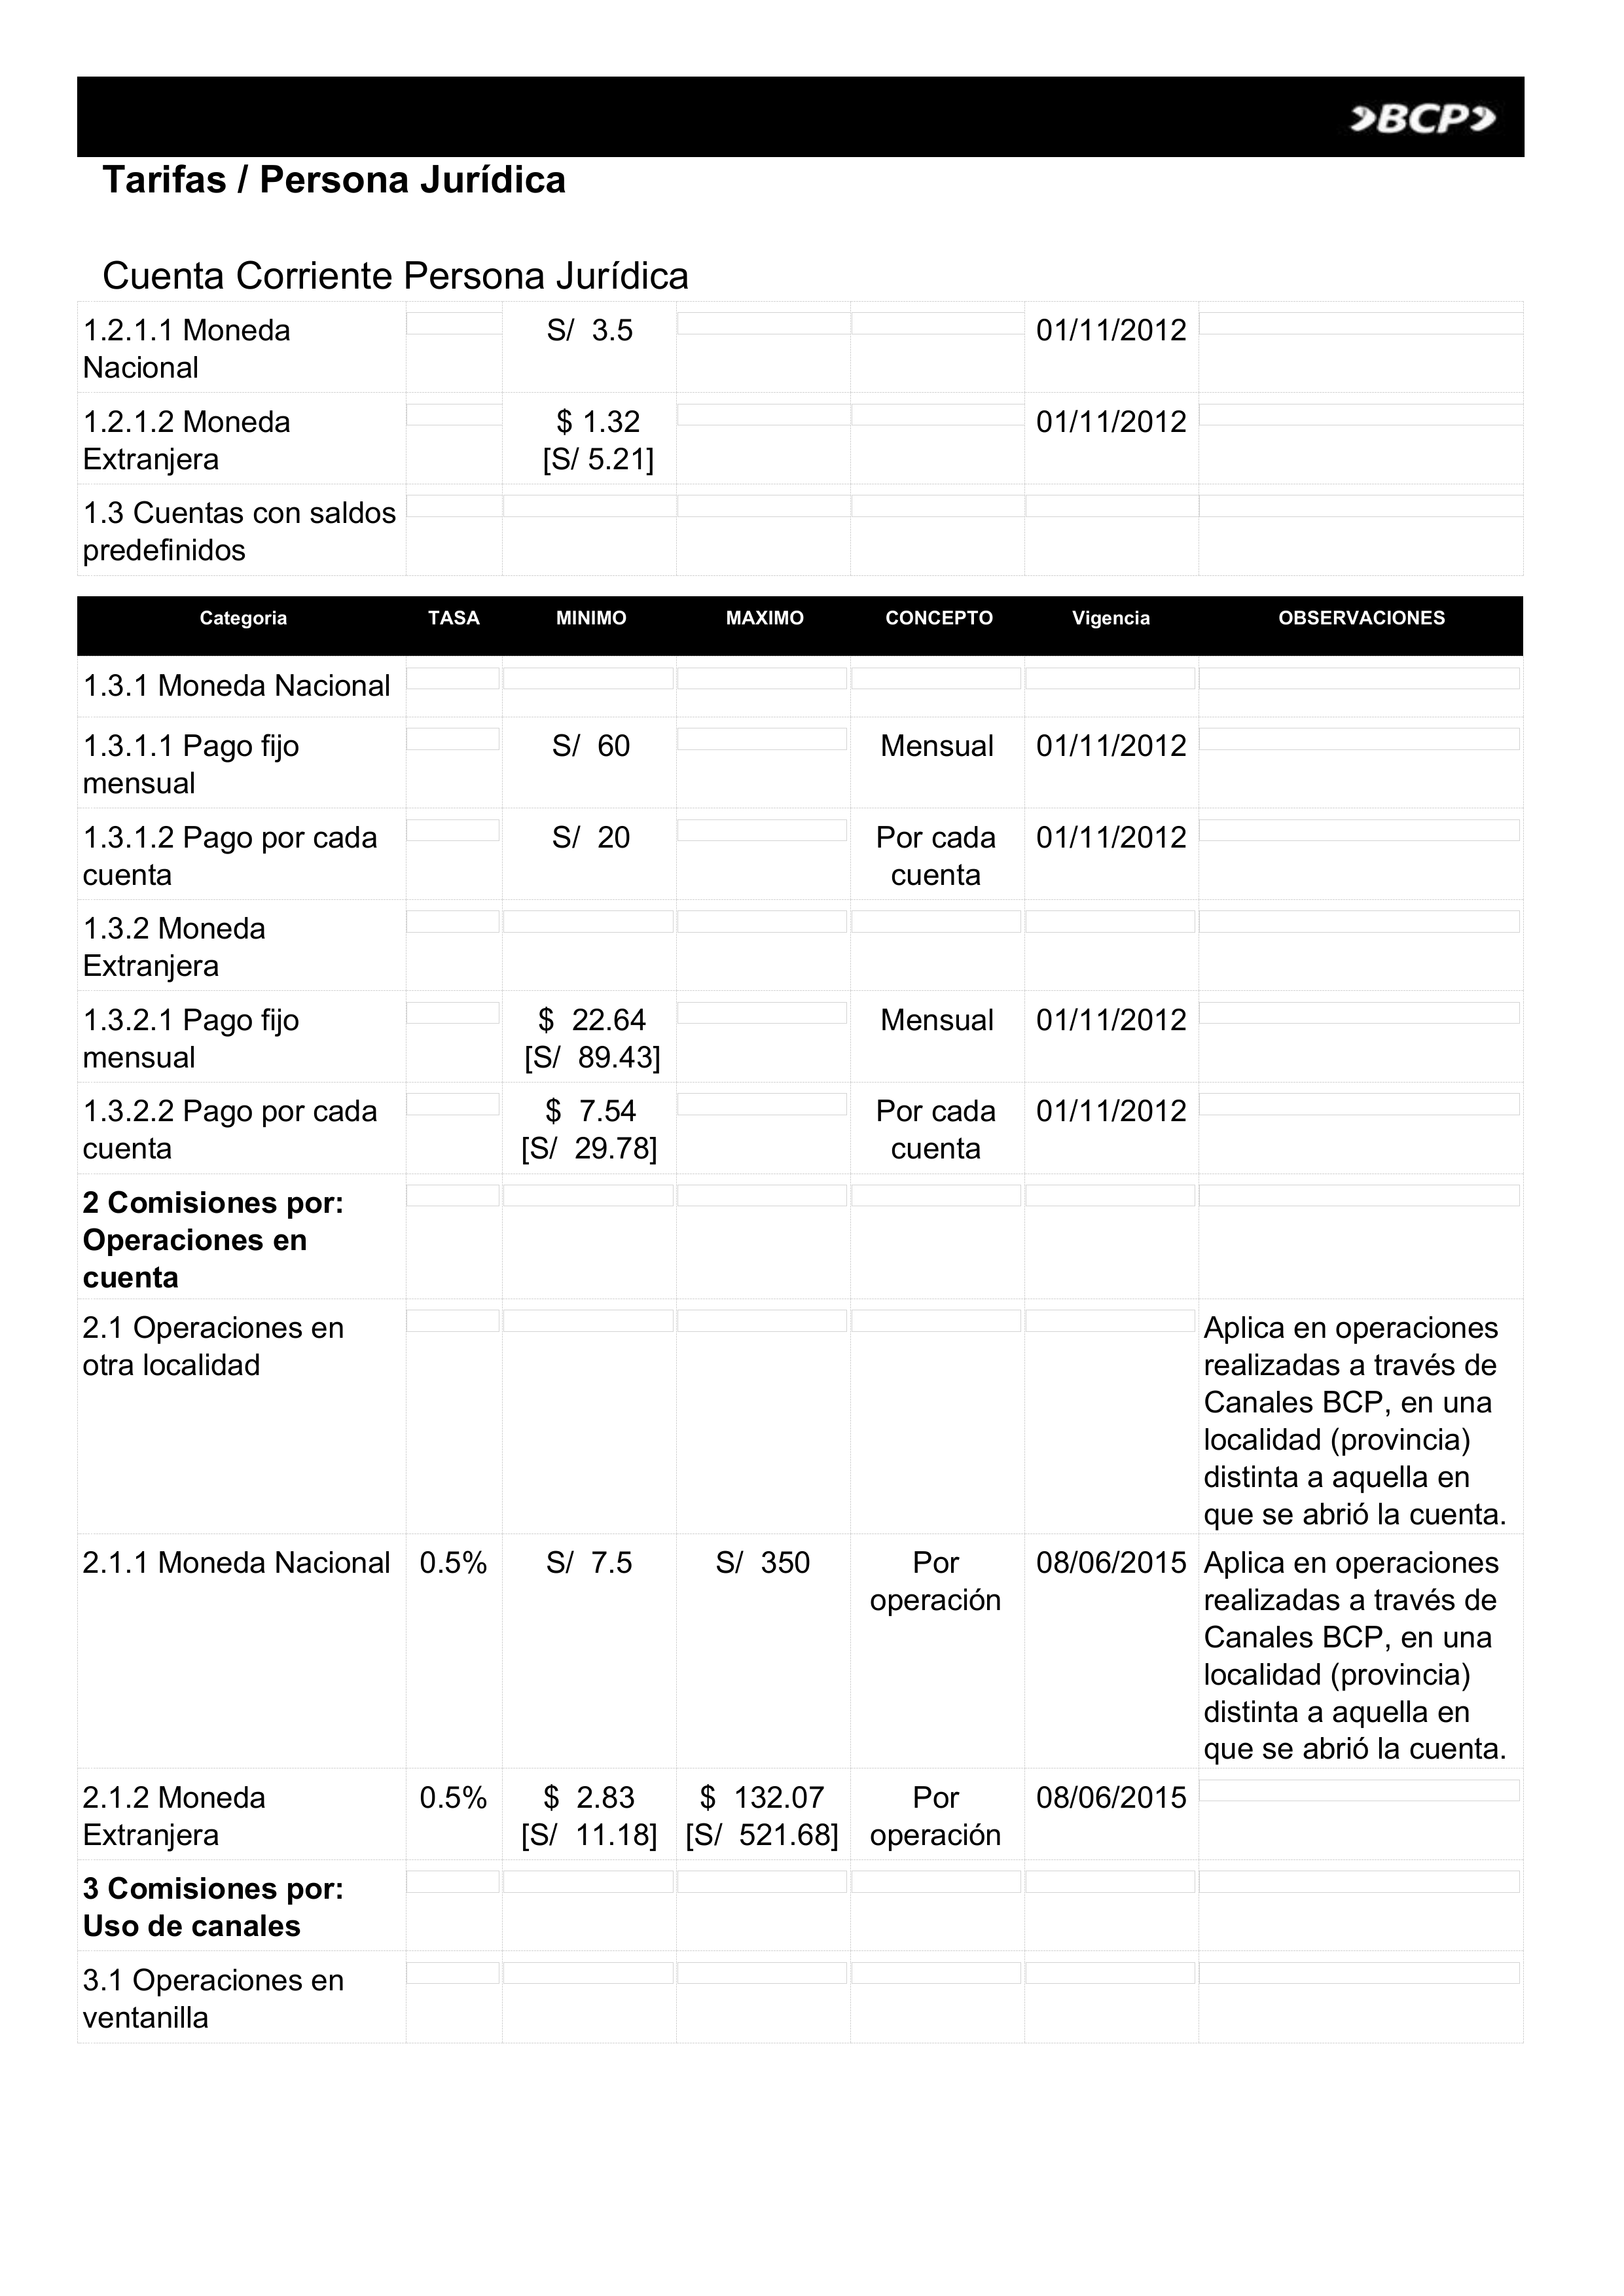 BCP
Tarifas / Persona Jurídica
Cuenta Corriente Persona Jurídica
1.2.1.1 Moneda Nacional S/ 3.5 01/11/2012
1.2.1.2 Moneda Extranjera $ 1.32 [S/ 5.21] 01/11/2012
1.3 Cuentas con saldos predefinidos
Categoria TASA MINIMO MAXIMO CONCEPTO Vigencia OBSERVACIONES
1.3.1 Moneda Nacional
1.3.1.1 Pago fijo mensual S/ 60 Mensual 01/11/2012
1.3.1.2 Pago por cada cuenta S/ 20 Por cada cuenta 01/11/2012
1.3.2 Moneda Extranjera
1.3.2.1 Pago fijo mensual $ 22.64 [S/ 89.43] Mensual 01/11/2012
1.3.2.2 Pago por cada cuenta $ 7.54 [S/ 29.78] Por cada cuenta 01/11/2012
2 Comisiones por:
Operaciones en
cuenta
2.1 Operaciones en
otra localidad
Aplica en operaciones
realizadas a través de
Canales BCP, en una
localidad (provincia)
distinta a aquella en
que se abrió la cuenta.
2.1.1 Moneda Nacional 0.5% S/ 7.5 S/ 350 Por operación 08/06/2015
Aplica en operaciones
realizadas a través de
Canales BCP, en una
localidad (provincia)
distinta a aquella en
que se abrió la cuenta.
2.1.2 Moneda Extranjera 0.5% $ 2.83 [S/ 11.18] $ 132.07 [S/ 521.68] Por operación 08/06/2015
3 Comisiones por:
Uso de canales
3.1 Operaciones en
ventanilla